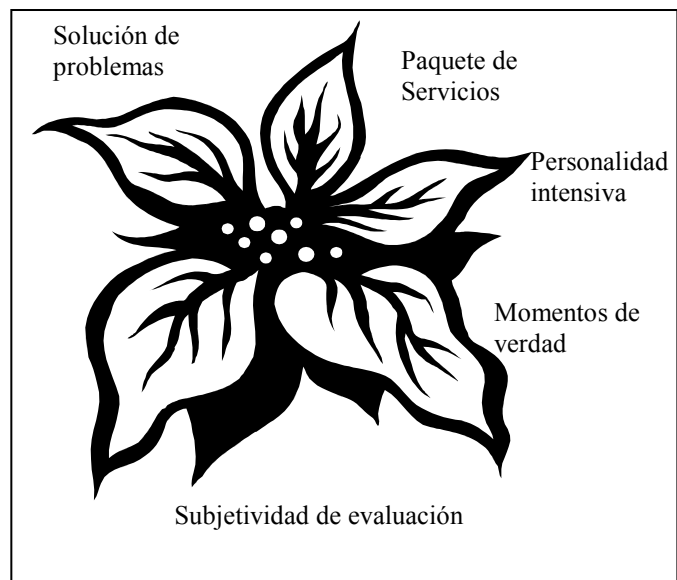 Solución de
problemas
Paquete de
Servicios
Personalidad
intensiva
Momentos de
verdad
Subjetividad de evaluación